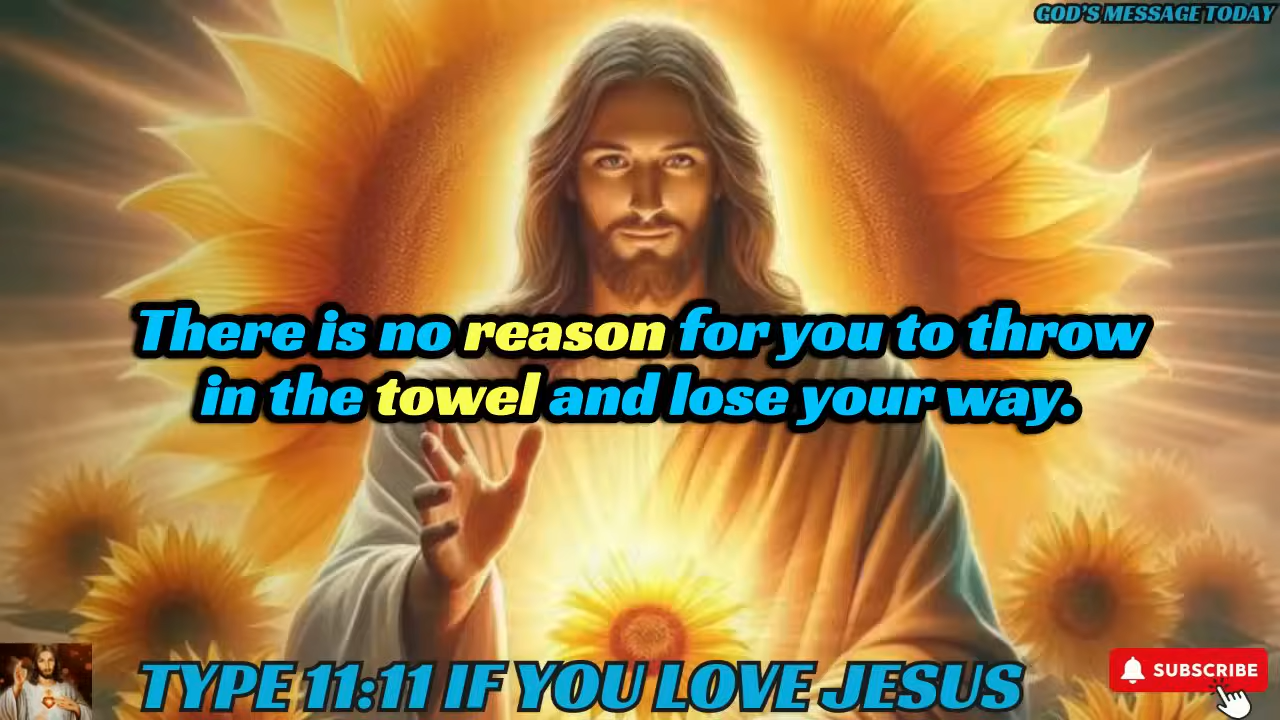 GOD'S MESSAGE TODAY
There is no reason for you to throw
in the towel and lose your way.
TYPE 11:11 IF YOU LOVE JESUS
SUBSCRIBE